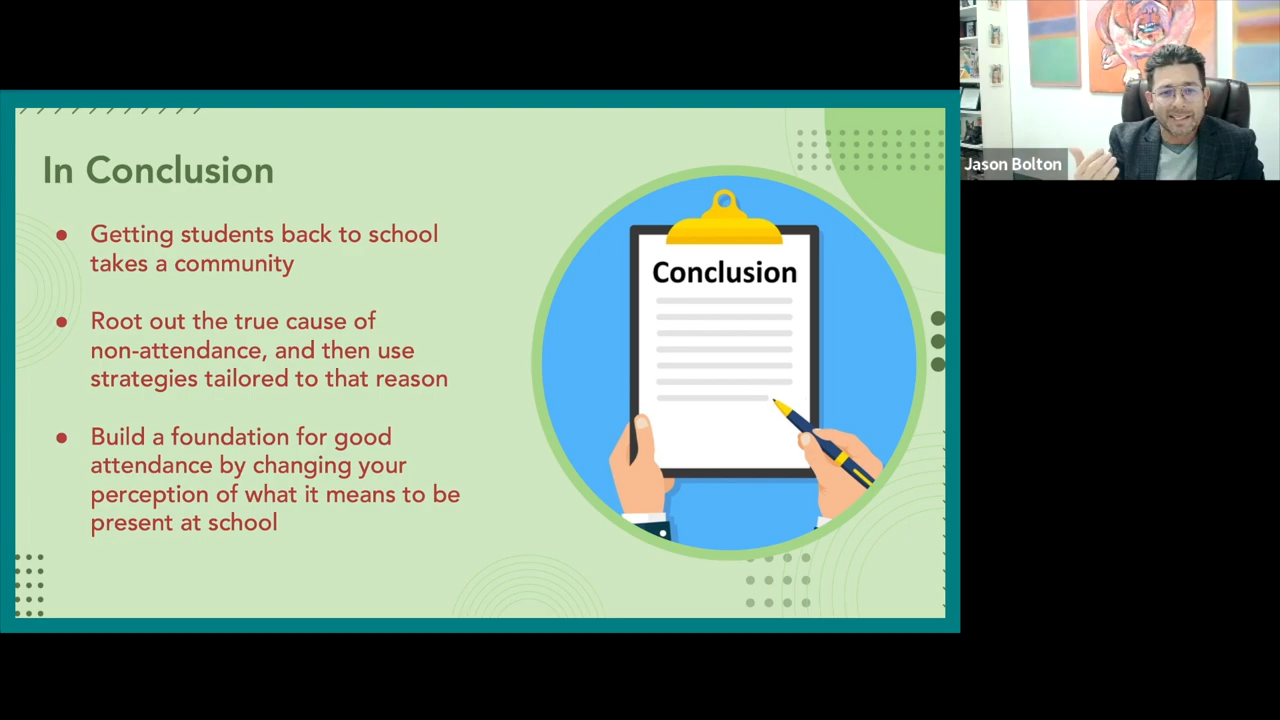 In Conclusion
● Getting students back to school
takes a community
● Root out the true cause of
non-attendance, and then use
strategies tailored to that reason
● Build a foundation for good
attendance by changing your
perception of what it means to be
present at school
Conclusion
Jason Bolton